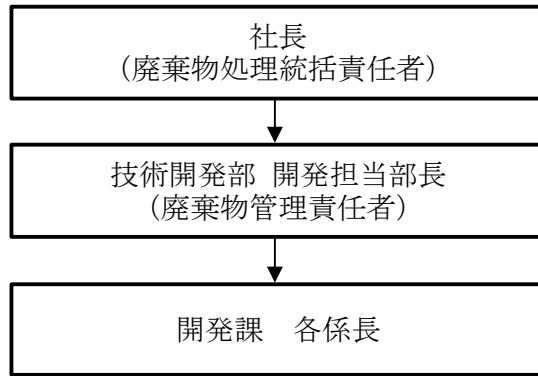 社長
（廃棄物処理統括責任者）
技術開発部 開発担当部長
（廃棄物管理責任者）
開発課　各係長